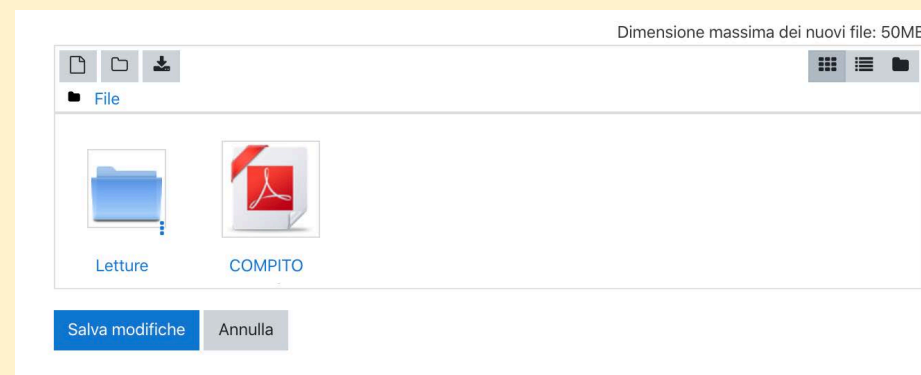 Dimensione massima dei nuovi file: 50MB
File
Letture
COMPITO
Salva modifiche
Annulla